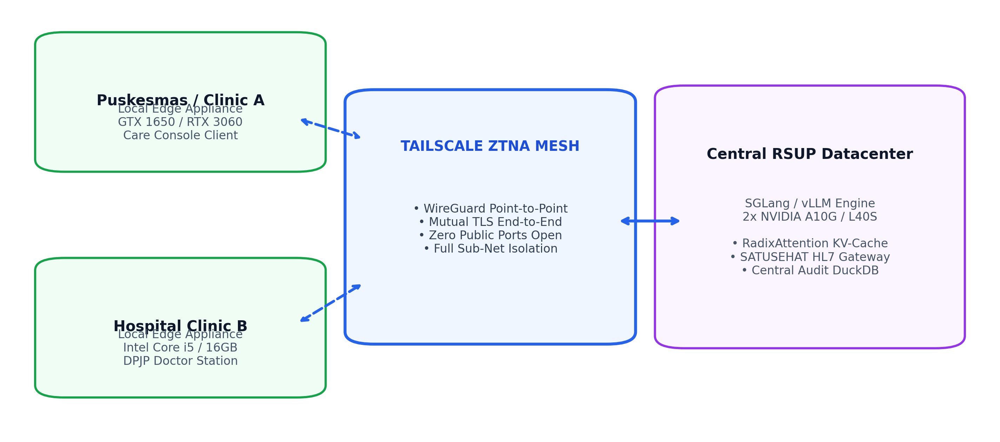 Puskesmas / Clinic A
Local Edge Appliance
GTX 1650 / RTX 3060
Care Console Client
Hospital Clinic B
Local Edge Appliance
Intel Core i5 / 16GB
DPJP Doctor Station
TAILSCALE ZTNA MESH
• WireGuard Point-to-Point
• Mutual TLS End-to-End
• Zero Public Ports Open
• Full Sub-Net Isolation
Central RSUP Datacenter
SGLang / vLLM Engine
2x NVIDIA A10G / L40S
• RadixAttention KV-Cache
• SATUSEHAT HL7 Gateway
• Central Audit DuckDB